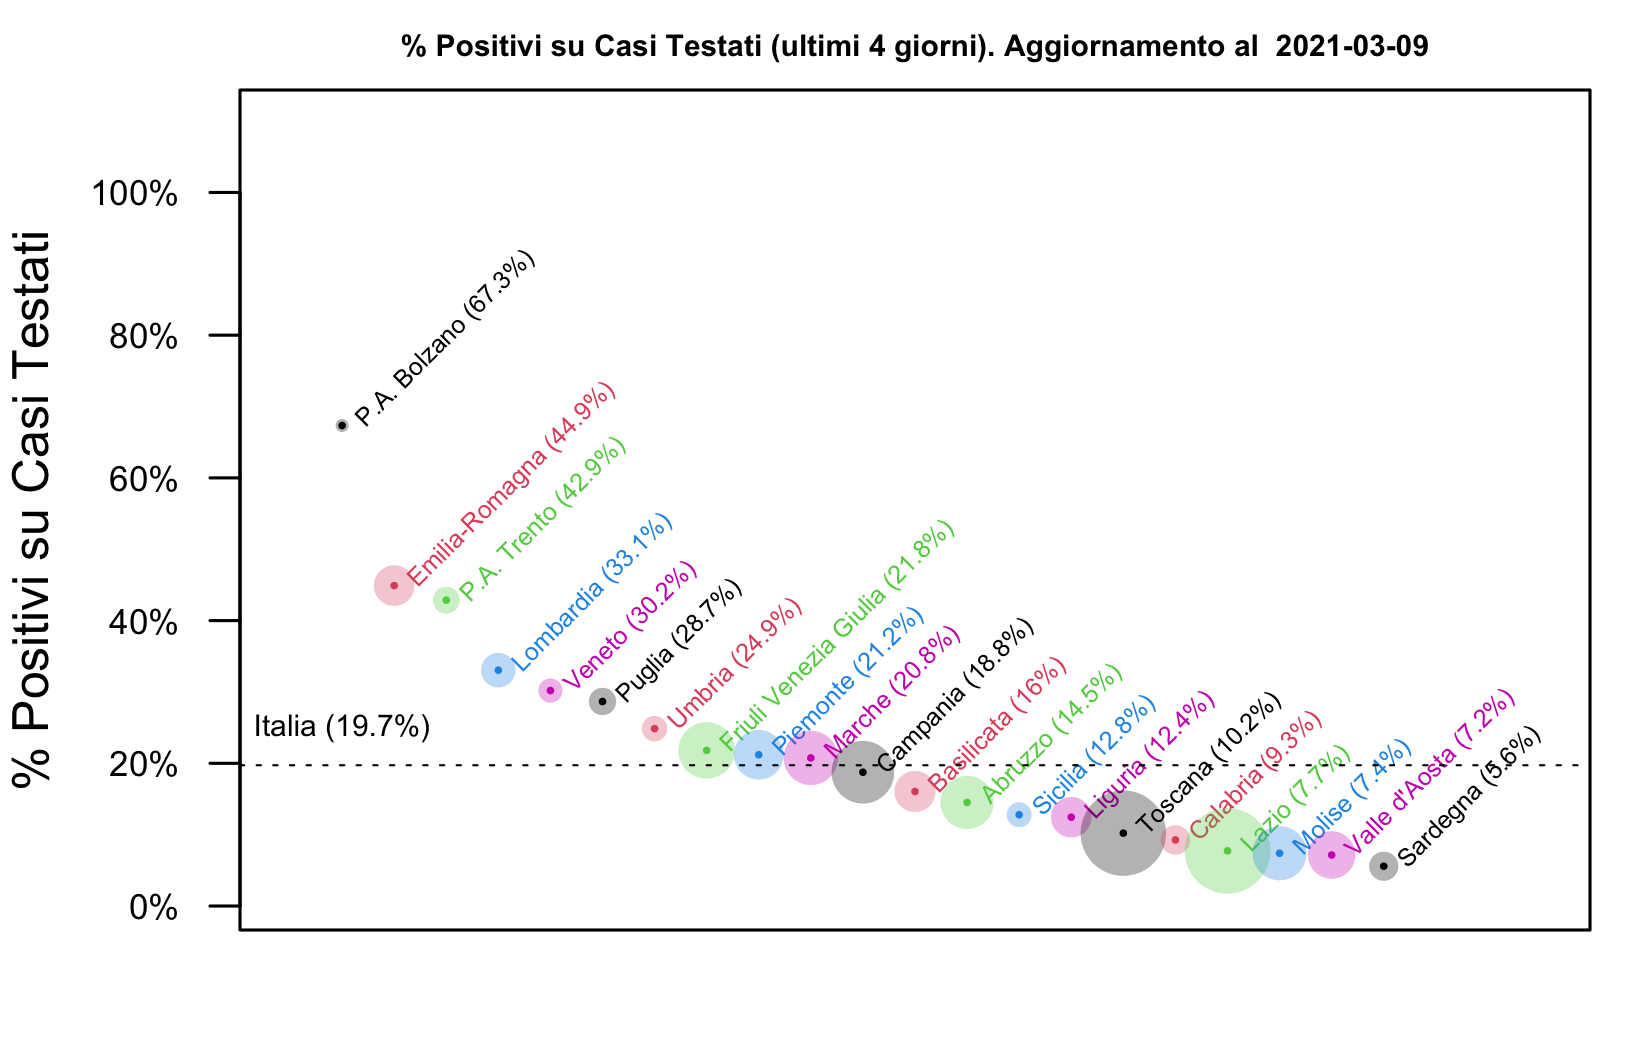 % Positivi su Casi Testati (ultimi 4 giorni). Aggiornamento al  2021-03-09
% Positivi su Casi Testati
100%
80%
60%
40%
20%
0%
Italia (19.7%)
P.A. Bolzano (67.3%)
Emilia-Romagna (44.9%)
P.A. Trento (42.9%)
Lombardia (33.1%)
Veneto (30.2%)
Puglia (28.7%)
Umbria (24.9%)
Friuli Venezia Giulia (21.8%)
Piemonte (21.2%)
Marche (20.8%)
Campania (18.8%)
Basilicata (16%)
Abruzzo (14.5%)
Sicilia (12.8%)
Liguria (12.4%)
Toscana (10.2%)
Calabria (9.3%)
Lazio (7.7%)
Molise (7.4%)
Valle d'Aosta (7.2%)
Sardegna (5.6%)